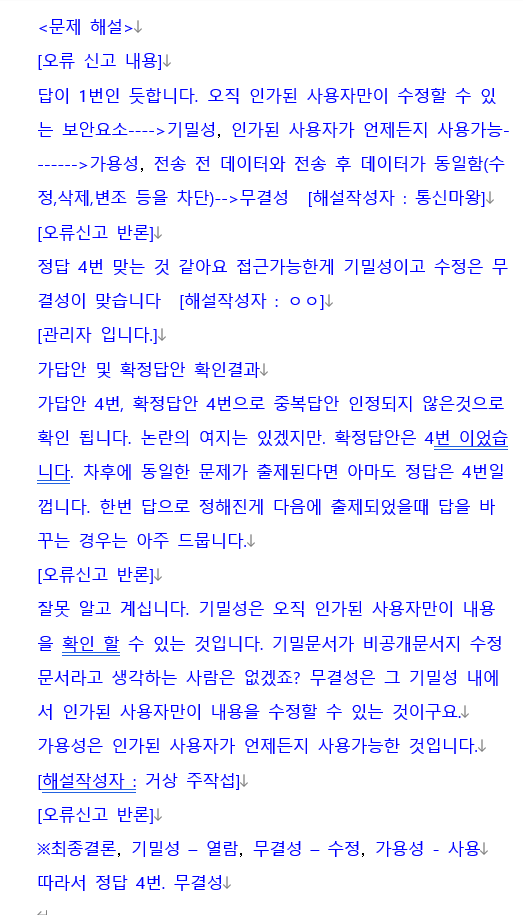 <문제 해설>↓
[오류 신고 내용]↓
답이 1번인 듯합니다. 오직 인가된 사용자만이 수정할 수 있
는 보안요소---->기밀성, 인가된 사용자가 언제든지 사용가능-
------>가용성, 전송 전 데이터와 전송 후 데이터가 동일함(수
정,삭제,변조 등을 차단)-->무결성 [해설작성자 : 통신마왕]↓
[오류신고 반론]↓
정답 4번 맞는 것 같아요 접근가능한게 기밀성이고 수정은 무
결성이 맞습니다 [해설작성자 : ㅇㅇ]↓
[관리자 입니다.]↓
가답안 및 확정답안 확인결과↓
가답안 4번, 확정답안 4번으로 중복답안 인정되지 않은것으로
확인 됩니다. 논란의 여지는 있겠지만. 확정답안은 4번 이었습
니다. 차후에 동일한 문제가 출제된다면 아마도 정답은 4번일
껍니다. 한번 답으로 정해진게 다음에 출제되었을때 답을 바
꾸는 경우는 아주 드뭅니다.↓
[오류신고 반론]↓
잘못 알고 계십니다. 기밀성은 오직 인가된 사용자만이 내용
을 확인 할 수 있는 것입니다. 기밀문서가 비공개문서지 수정
문서라고 생각하는 사람은 없겠죠? 무결성은 그 기밀성 내에
서 인가된 사용자만이 내용을 수정할 수 있는 것이구요.↓
가용성은 인가된 사용자가 언제든지 사용가능한 것입니다.↓
[해설작성자 : 거상 주작섭]↓
[오류신고 반론]↓
※최종결론, 기밀성 – 열람, 무결성 – 수정, 가용성 - 사용↓
따라서 정답 4번. 무결성↓